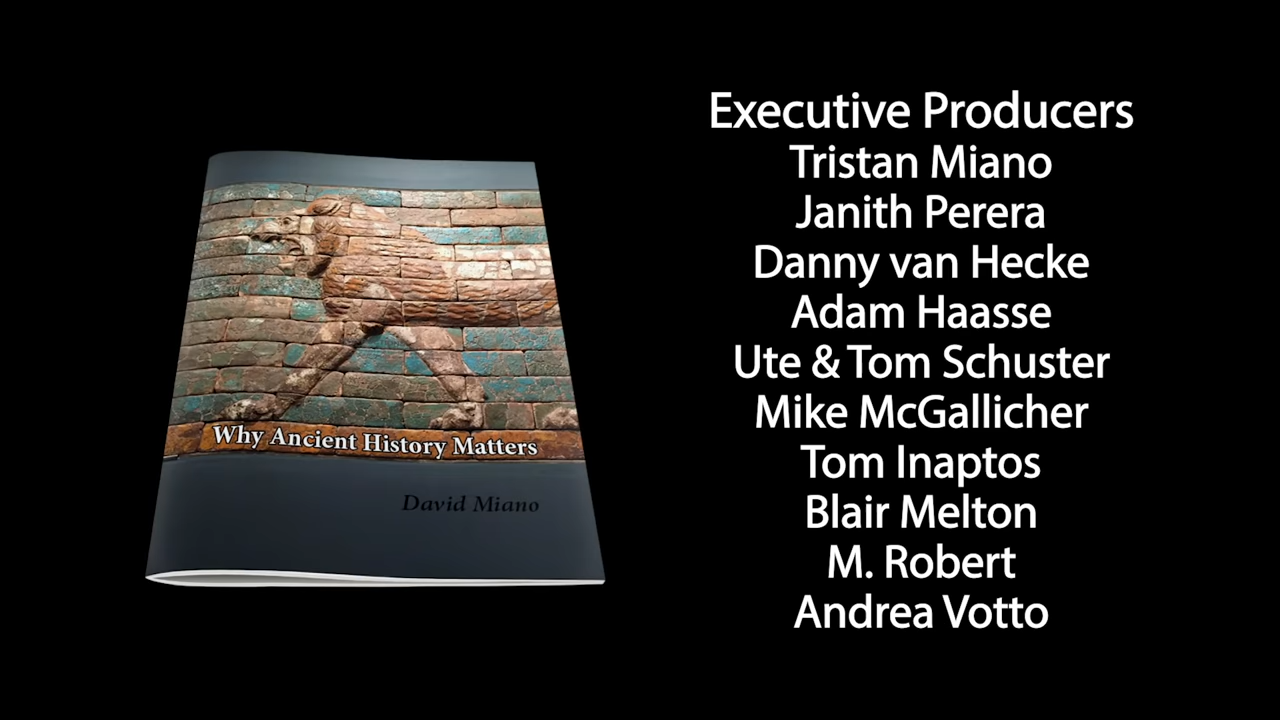 Why Ancient History Matters
David Miano
Executive Producers
Tristan Miano
Janith Perera
Danny van Hecke
Adam Haasse
Ute & Tom Schuster
Mike McGallicher
Tom Inaptos
Blair Melton
M. Robert
Andrea Votto